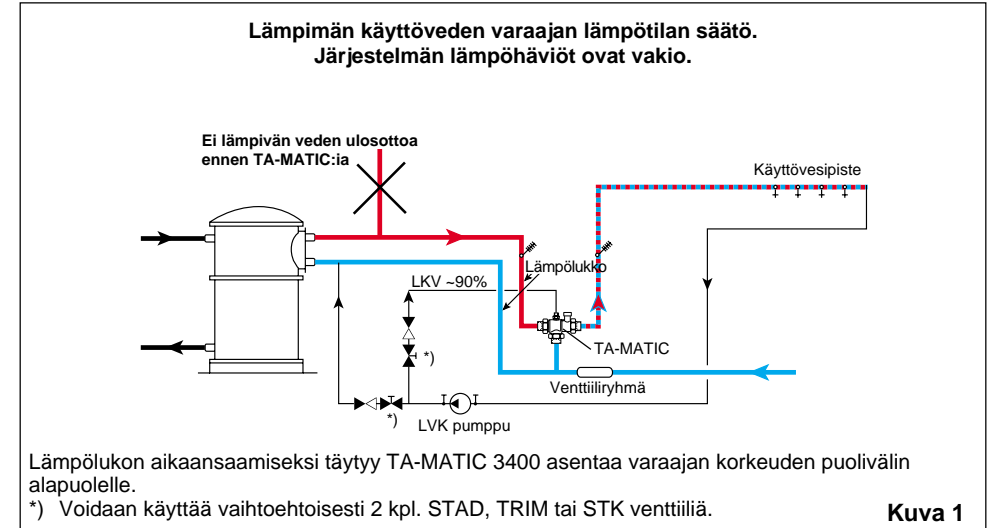 Lämpimän käyttöveden varaajan lämpötilan säätö.
Järjestelmän lämpöhäviöt ovat vakio.
Ei lämpivän veden ulosottoa
ennen TA-MATIC:ia
Käyttövesipiste
Lämpölukko
LKV ~90%
TA-MATIC
*)
Venttiiliryhmä
*)
LVK pumppu
Lämpölukon aikaansaamiseksi täytyy TA-MATIC 3400 asentaa varaajan korkeuden puolivälin
alapuolelle.
*) Voidaan käyttää vaihtoehtoisesti 2 kpl. STAD, TRIM tai STK venttiiliä.
Kuva 1